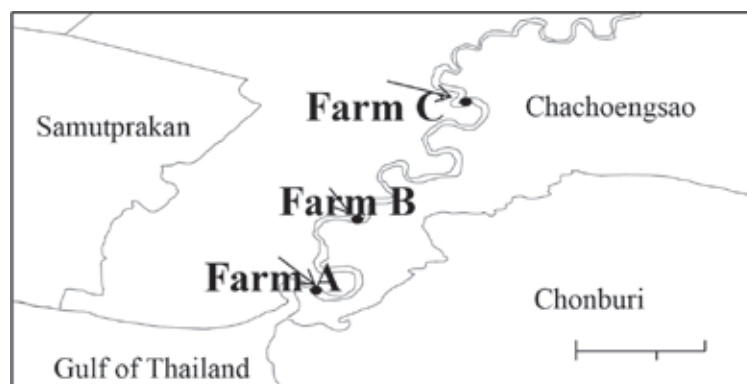 Farm C
Chachoengsao
Samutprakan
Farm B
Farm A
Chonburi
Gulf of Thailand